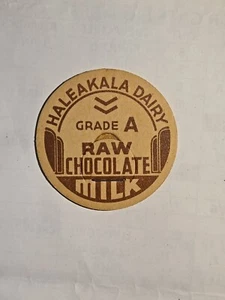 HALEAKALA DAIRY
GRADE A
RAW
CHOCOLATE
MILK